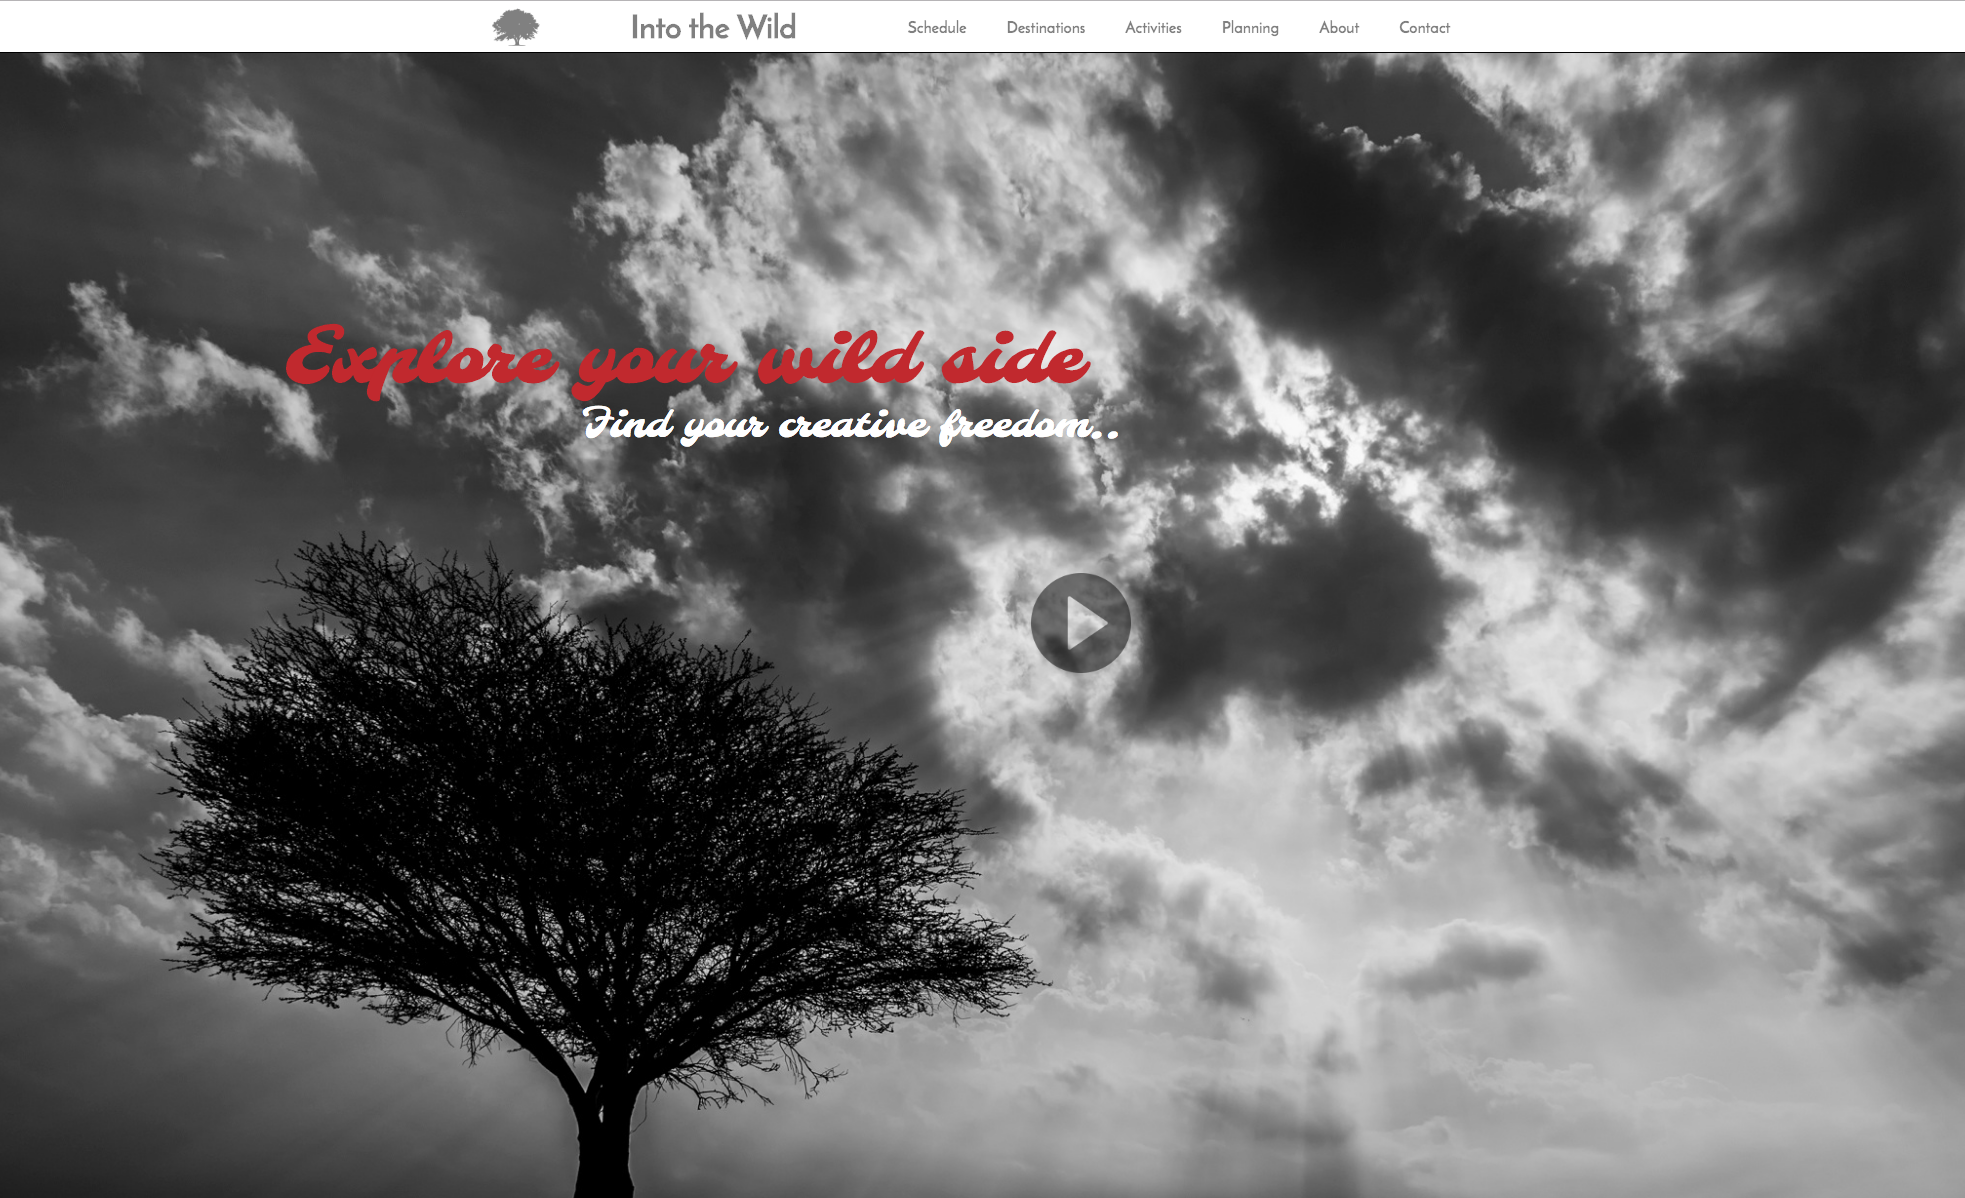 Into the Wild
Schedule Destinations Activities Planning About Contact
Explore your wild side
Find your creative freedom..